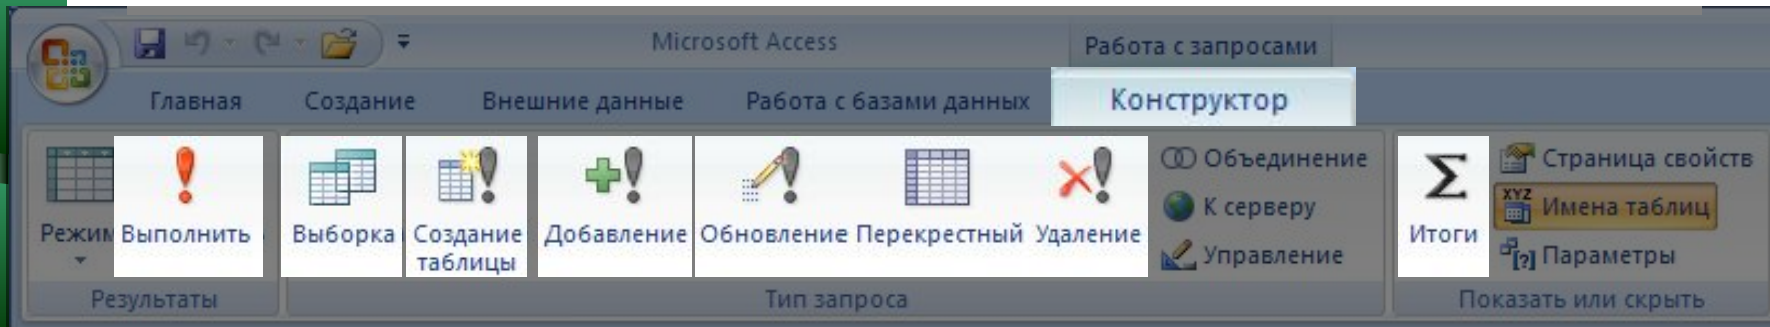 Microsoft Access
Работа с запросами
Главная Создание Внешние данные Работа с базами данных Конструктор
Режим
Выполнить
Выборка
Создание
таблицы
Добавление
Обновление
Перекрестный
Удаление
Объединение
К серверу
Управление
Итоги
XYZ
Страница свойств
Имена таблиц
[?] Параметры
Результаты
Тип запроса
Показать или скрыть